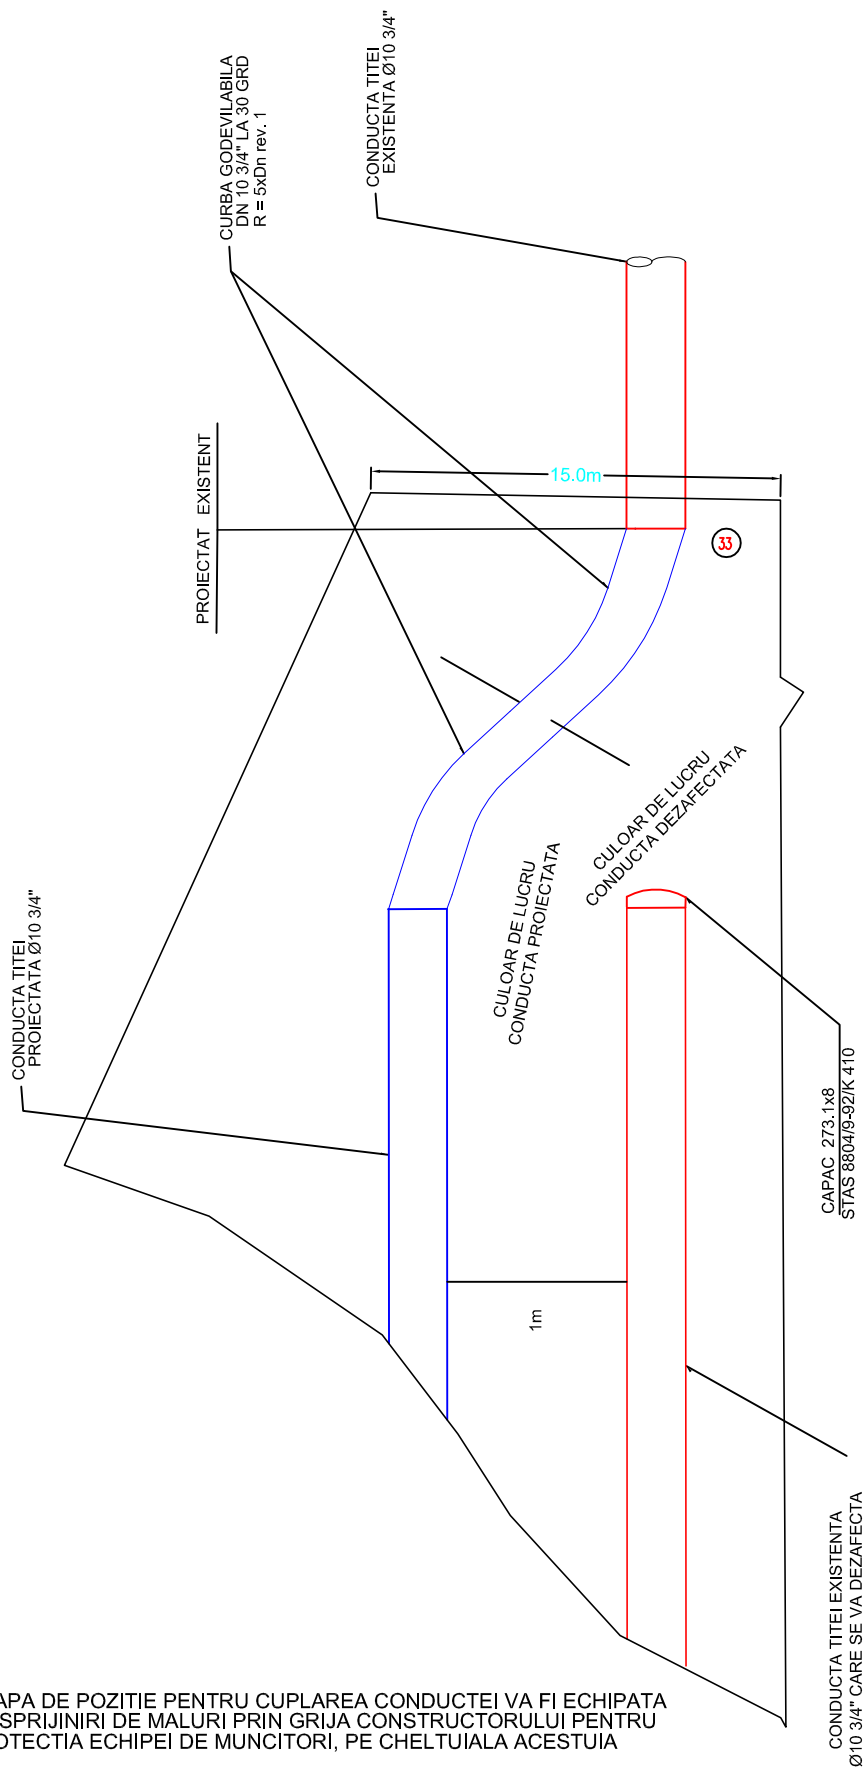 CURBA GODEVILABILA
DN 10 3/4" LA 30 GRD
R = 5xDn rev. 1
CONDUCTA TITEI
EXISTENTA Ø10 3/4"
PROIECTAT EXISTENT
15.0m
33
CONDUCTA TITEI
PROIECTATA Ø10 3/4"
CULOAR DE LUCRU
CONDUCTA DEZAFECTATA
CULOAR DE LUCRU
CONDUCTA PROIECTATA
CAPAC 273.1x8
STAS 8804/9-92/K 410
1m
CONDUCTA TITEI EXISTENTA
Ø10 3/4" CARE SE VA DEZAFECTA
APA DE POZITIE PENTRU CUPLAREA CONDUCTEI VA FI ECHIPATA
SPRIJINIRI DE MALURI PRIN GRIJA CONSTRUCTORULUI PENTRU
OTECTIA ECHIPEI DE MUNCITORI, PE CHELTUIALA ACESTUIA